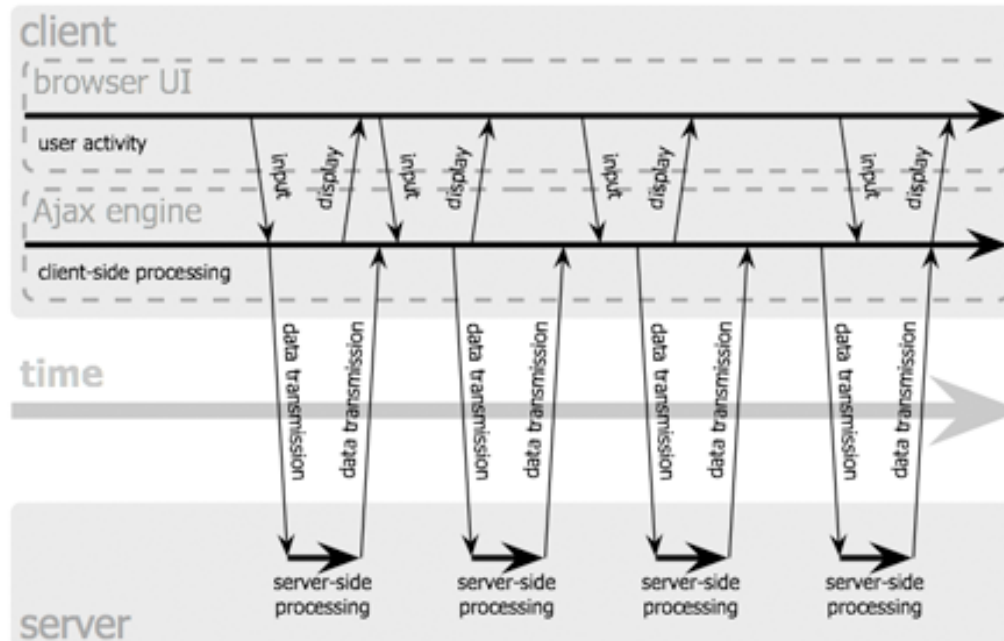 client
browser UI
user activity
input
display
input
display
input
display
input
display
Ajax engine
client-side processing
data transmission
data transmission
data transmission
data transmission
data transmission
data transmission
data transmission
data transmission
time
server-side
processing
server-side
processing
server-side
processing
server-side
processing
server